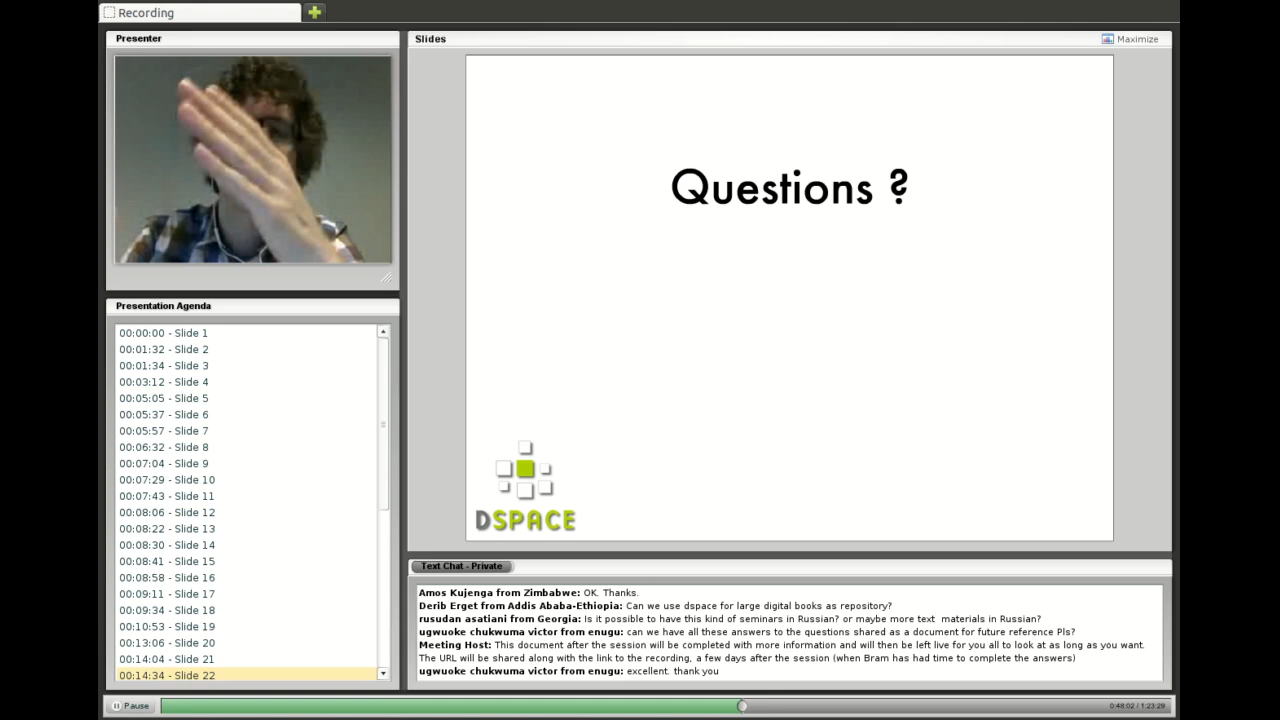 Recording
Presenter
Slides
Maximize
Questions ?
DSPACE
Presentation Agenda
00:00:00 - Slide 1
00:01:32 - Slide 2
00:01:34 - Slide 3
00:03:12 - Slide 4
00:05:05 - Slide 5
00:05:37 - Slide 6
00:05:57 - Slide 7
00:06:32 - Slide 8
00:07:04 - Slide 9
00:07:29 - Slide 10
00:07:43 - Slide 11
00:08:06 - Slide 12
00:08:22 - Slide 13
00:08:30 - Slide 14
00:08:41 - Slide 15
00:08:58 - Slide 16
00:09:11 - Slide 17
00:09:34 - Slide 18
00:10:53 - Slide 19
00:13:06 - Slide 20
00:14:04 - Slide 21
00:14:34 - Slide 22
Text Chat - Private
Amos Kujenga from Zimbabwe: OK. Thanks.
Derib Erget from Addis Ababa-Ethiopia: Can we use dspace for large digital books as repository?
rusudan asatiani from Georgia: Is it possible to have this kind of seminars in Russian? or maybe more text materials in Russian?
ugwuoke chukwuma victor from enugu: can we have all these answers to the questions shared as a document for future reference Pls?
Meeting Host: This document after the session will be completed with more information and will then be left live for you all to look at as long as you want.
The URL will be shared along with the link to the recording, a few days after the session (when Bram has had time to complete the answers)
ugwuoke chukwuma victor from enugu: excellent. thank you
Pause
0:48:02 / 1:23:29